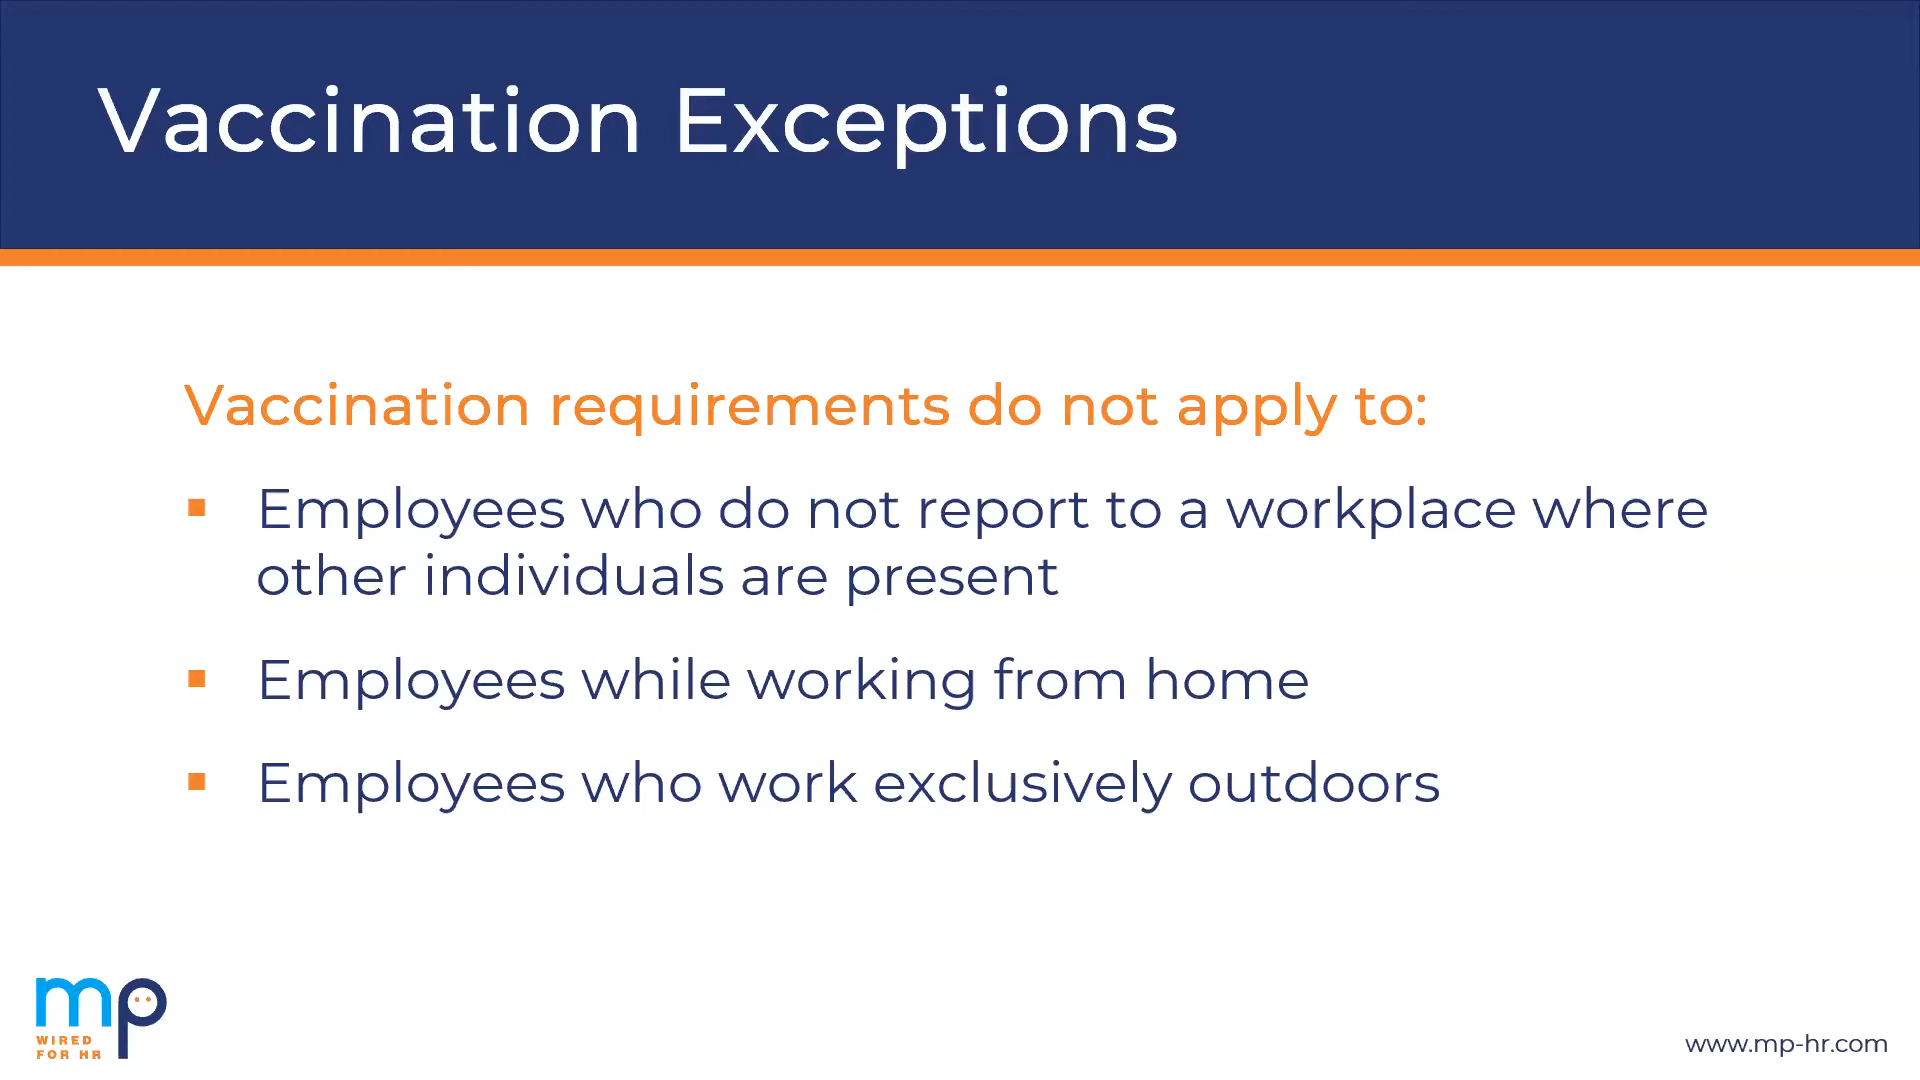 Vaccination Exceptions
Vaccination requirements do not apply to:
▪ Employees who do not report to a workplace where
other individuals are present
▪ Employees while working from home
▪ Employees who work exclusively outdoors
mp
WIRED
FOR HR
www.mp-hr.com